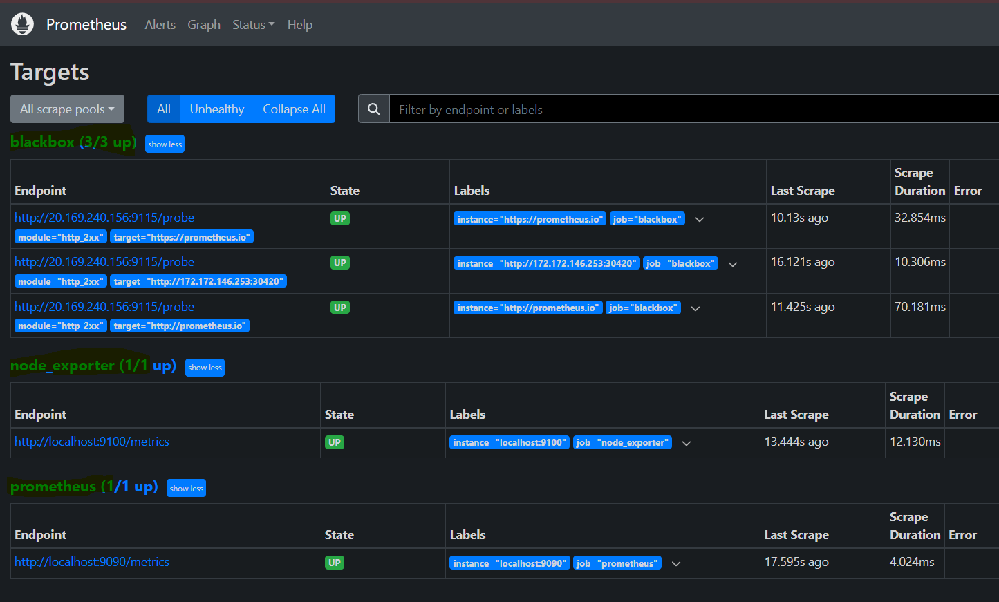 Prometheus Alerts Graph Status Help
Targets
All scrape pools All Unhealthy Collapse All Filter by endpoint or labels
blackbox (3/3 up) show less
Endpoint State Labels Last Scrape Scrape Duration Error
http://20.169.240.156:9115/probe UP instance="https://prometheus.io" job="blackbox" 10.13s ago 32.854ms
module="http_2xx" target="https://prometheus.io"
http://20.169.240.156:9115/probe UP instance="http://172.172.146.253:30420" job="blackbox" 16.121s ago 10.306ms
module="http_2xx" target="http://172.172.146.253:30420"
http://20.169.240.156:9115/probe UP instance="http://prometheus.io" job="blackbox" 11.425s ago 70.181ms
module="http_2xx" target="http://prometheus.io"
node_exporter (1/1 up) show less
Endpoint State Labels Last Scrape Scrape Duration Error
http://localhost:9100/metrics UP instance="localhost:9100" job="node_exporter" 13.444s ago 12.130ms
prometheus (1/1 up) show less
Endpoint State Labels Last Scrape Scrape Duration Error
http://localhost:9090/metrics UP instance="localhost:9090" job="prometheus" 17.595s ago 4.024ms